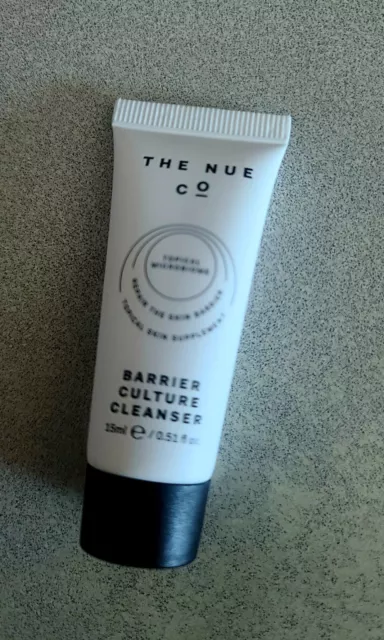 THE NUE
CO
TOPICAL
MICROBIOME
REPAIR THE SKIN BARRIER
TOPICAL SKIN SUPPLEMENT
BARRIER
CULTURE
CLEANSER
15ml e / 0.51 fl oz